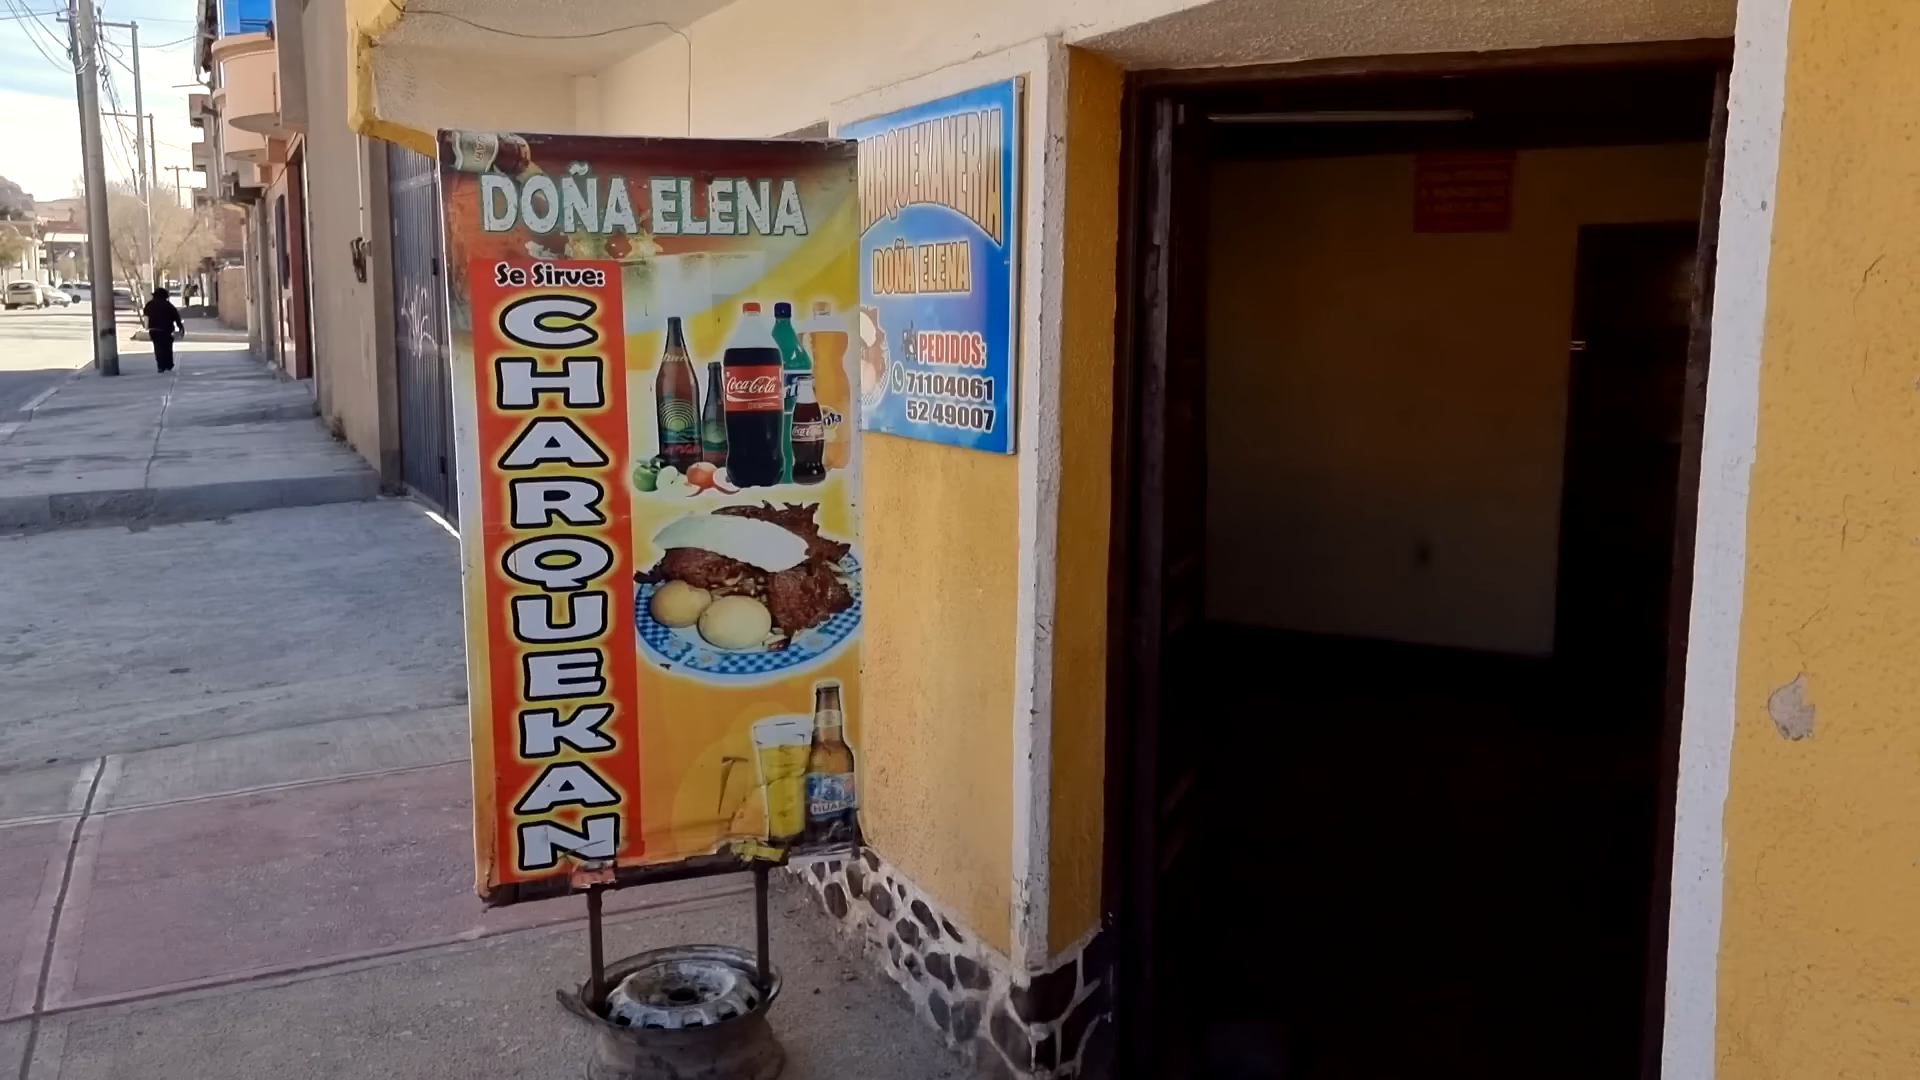 DOÑA ELENA
Se Sirve:
CHARQUEKAN
Coca-Cola
HUARI
ARQUEKANERIA
DOÑA ELENA
PEDIDOS:
71104061
52 49007